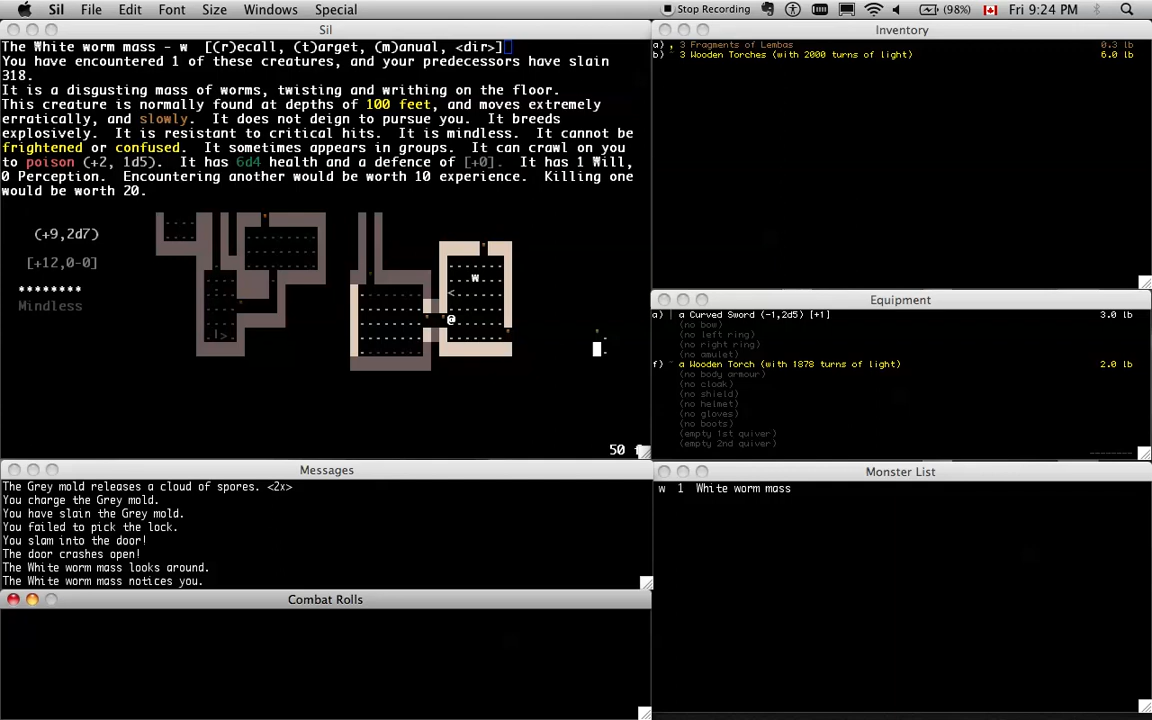 Sil File Edit Font Size Windows Special Stop Recording (98%) Fri 9:24 PM
Sil
The White worm mass - w [(r)ecall, (t)arget, (m)anual, <dir>]
You have encountered 1 of these creatures, and your predecessors have slain
318.
It is a disgusting mass of worms, twisting and writhing on the floor.
This creature is normally found at depths of 100 feet, and moves extremely
erratically, and slowly. It does not deign to pursue you. It breeds
explosively. It is resistant to critical hits. It is mindless. It cannot be
frightened or confused. It sometimes appears in groups. It can crawl on you
to poison (+2, 1d5). It has 6d4 health and a defence of [+0]. It has 1 Will,
0 Perception. Encountering another would be worth 10 experience. Killing one
would be worth 20.
(+9,2d7)
[+12,0-0]
********
Mindless
w
<
@
|>
50 f
Messages
The Grey mold releases a cloud of spores. <2x>
You charge the Grey mold.
You have slain the Grey mold.
You failed to pick the lock.
You slam into the door!
The door crashes open!
The White worm mass looks around.
The White worm mass notices you.
Combat Rolls
Inventory
a) , 3 Fragments of Lembas 0.3 lb
b) ~ 3 Wooden Torches (with 2000 turns of light) 6.0 lb
Equipment
a) | a Curved Sword (-1,2d5) [+1] 3.0 lb
(no bow)
(no left ring)
(no right ring)
(no amulet)
f) ~ a Wooden Torch (with 1878 turns of light) 2.0 lb
(no body armour)
(no cloak)
(no shield)
(no helmet)
(no gloves)
(no boots)
(empty 1st quiver)
(empty 2nd quiver)
Monster List
w 1 White worm mass